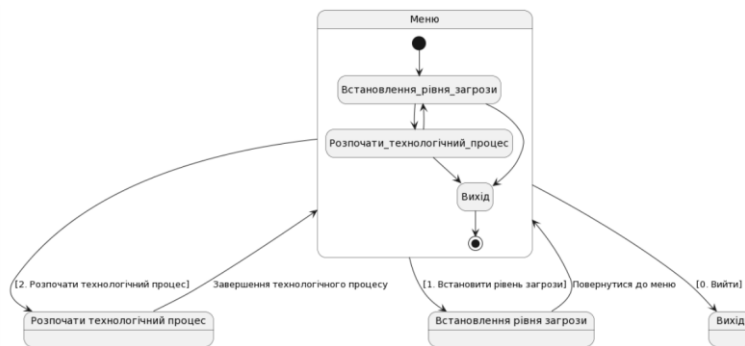 Меню
Встановлення_рівня_загрози
Розпочати_технологічний_процес
Вихід
[2. Розпочати технологічний процес]
Завершення технологічного процесу
[1. Встановити рівень загрози]
Повернутися до меню
[0. Вийти]
Розпочати технологічний процес
Встановлення рівня загрози
Вихід